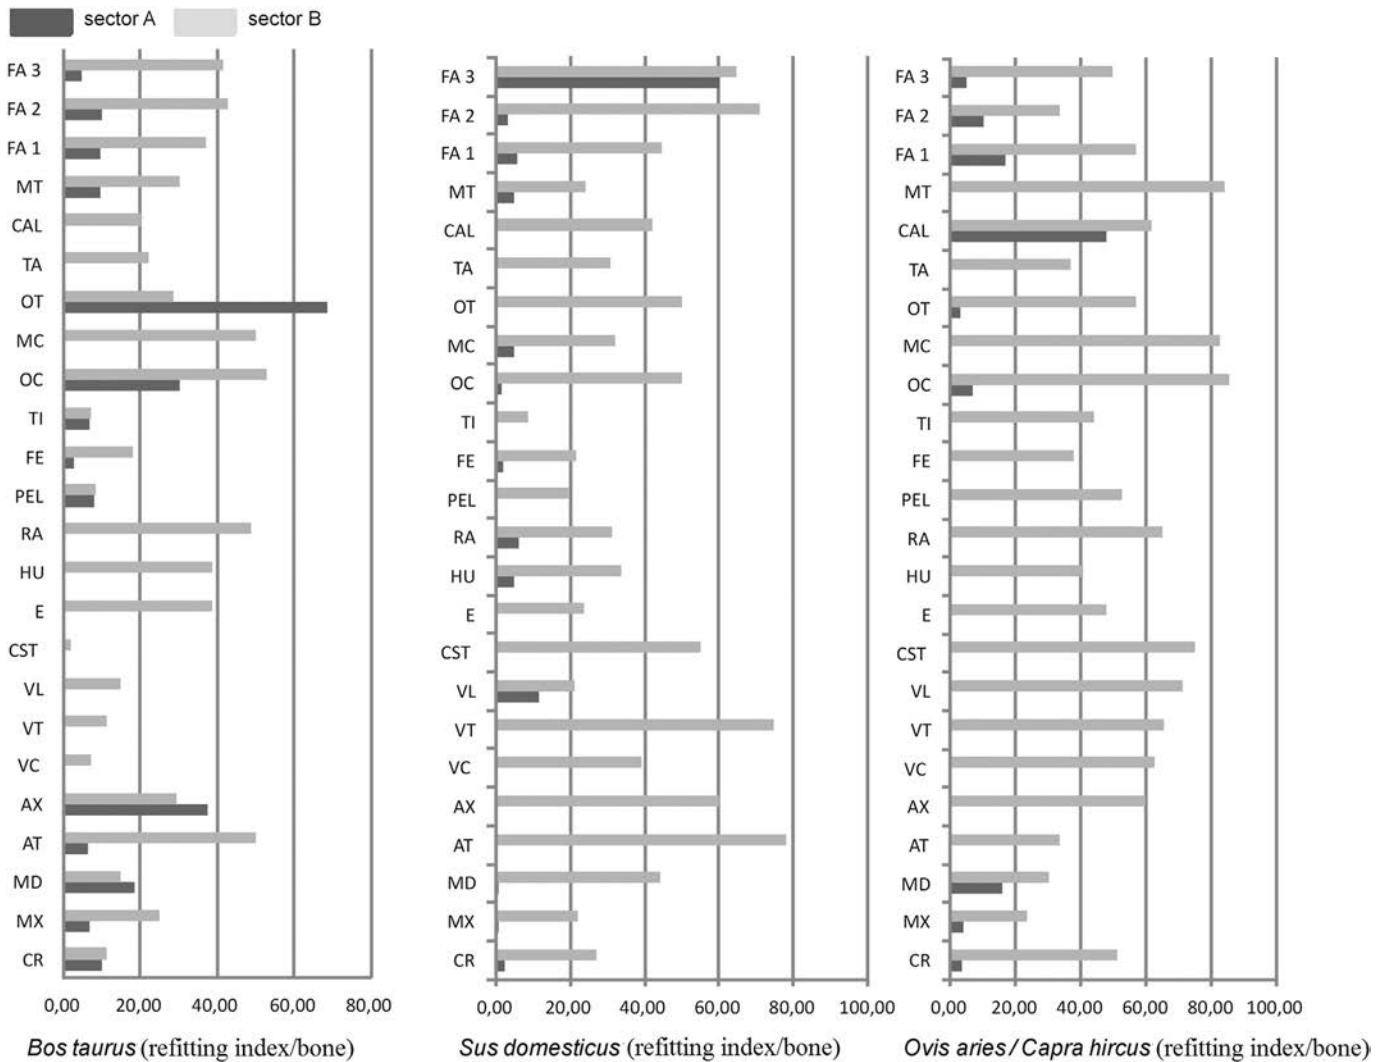 sector A sector B
FA 3
FA 2
FA 1
MT
CAL
TA
OT
MC
OC
TI
FE
PEL
RA
HU
E
CST
VL
VT
VC
AX
AT
MD
MX
CR
0,00 20,00 40,00 60,00 80,00
Bos taurus (refitting index/bone)
FA 3
FA 2
FA 1
MT
CAL
TA
OT
MC
OC
TI
FE
PEL
RA
HU
E
CST
VL
VT
VC
AX
AT
MD
MX
CR
0,00 20,00 40,00 60,00 80,00 100,00
Sus domesticus (refitting index/bone)
FA 3
FA 2
FA 1
MT
CAL
TA
OT
MC
OC
TI
FE
PEL
RA
HU
E
CST
VL
VT
VC
AX
AT
MD
MX
CR
0,00 20,00 40,00 60,00 80,00 100,00
Ovis aries / Capra hircus (refitting index/bone)